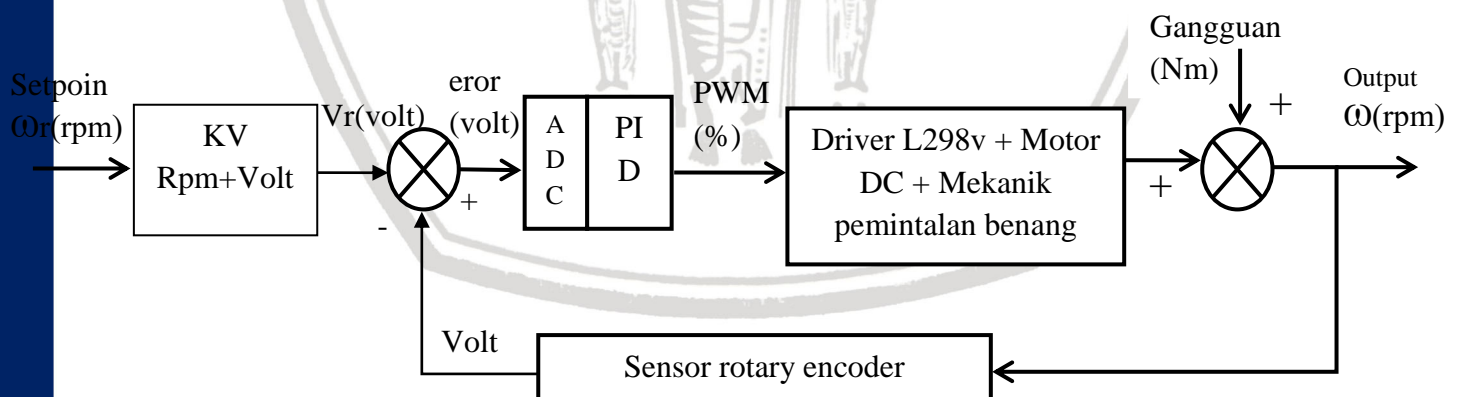 Setpoin
ωr(rpm)
KV
Rpm+Volt
Vr(volt)
-
+
eror
(volt)
A
D
C
PI
D
PWM
(%)
Driver L298v + Motor
DC + Mekanik
pemintalan benang
+
Gangguan
(Nm)
+
Output
ω(rpm)
Volt
Sensor rotary encoder